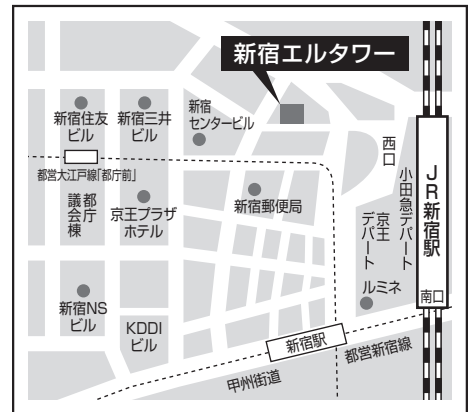 新宿エルタワー
新宿住友
ビル
新宿三井
ビル
新宿
センタービル
西口
小田急デパート
京王
デパート
JR新宿駅
都営大江戸線「都庁前」
都庁
議会棟
京王プラザ
ホテル
新宿郵便局
ルミネ
南口
新宿NS
ビル
KDDI
ビル
新宿駅
都営新宿線
甲州街道